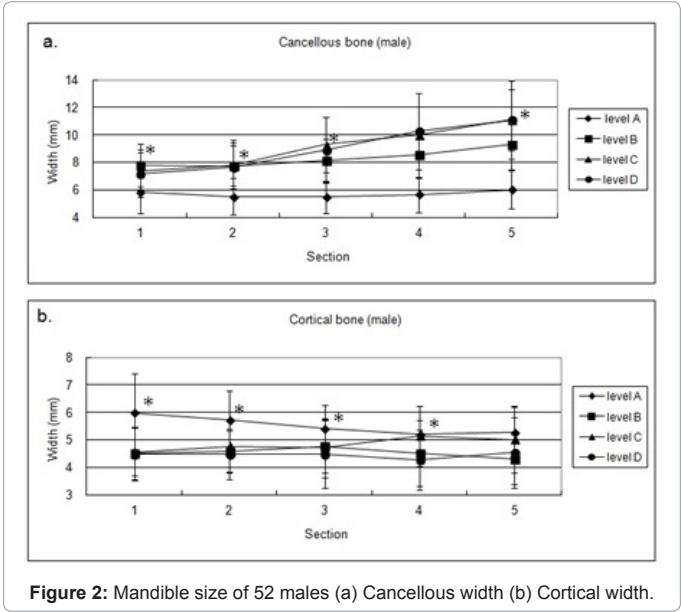 a.
Cancellous bone (male)
14
12
10
8
6
4
Width (mm)
*
*
*
*
1
2
3
4
5
Section
level A
level B
level C
level D
b.
Cortical bone (male)
8
7
6
5
4
3
Width (mm)
*
*
*
*
1
2
3
4
5
Section
level A
level B
level C
level D
Figure 2: Mandible size of 52 males (a) Cancellous width (b) Cortical width.